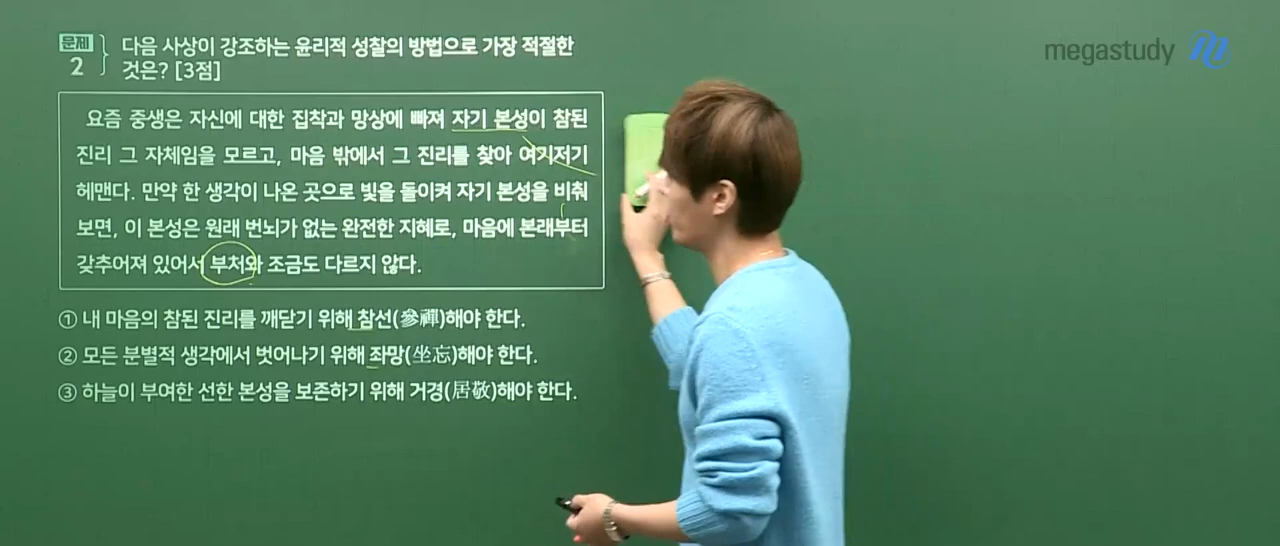 문제
2
다음 사상이 강조하는 윤리적 성찰의 방법으로 가장 적절한
것은? [3점]
megastudy
요즘 중생은 자신에 대한 집착과 망상에 빠져 자기 본성이 참된
진리 그 자체임을 모르고, 마음 밖에서 그 진리를 찾아 여기저기
헤맨다. 만약 한 생각이 나온 곳으로 빛을 돌이켜 자기 본성을 비춰
보면, 이 본성은 원래 번뇌가 없는 완전한 지혜로, 마음에 본래부터
갖추어져 있어서 부처와 조금도 다르지 않다.
① 내 마음의 참된 진리를 깨닫기 위해 참선(參禪)해야 한다.
② 모든 분별적 생각에서 벗어나기 위해 좌망(坐忘)해야 한다.
③ 하늘이 부여한 선한 본성을 보존하기 위해 거경(居敬)해야 한다.